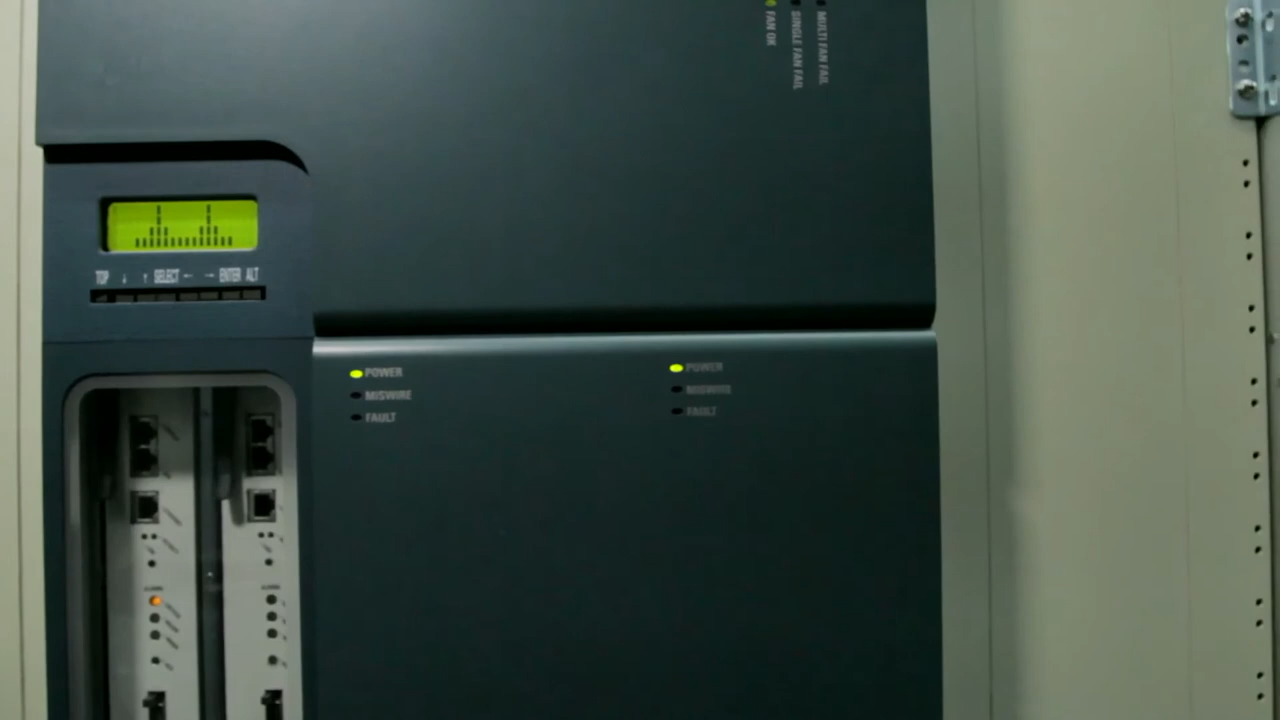 FAN OK
SINGLE FAN FAIL
MULTI FAN FAIL
TOP ↓ ↑ SELECT ← → ENTER ALT
POWER
MISWIRE
FAULT
POWER
MISWIRE
FAULT